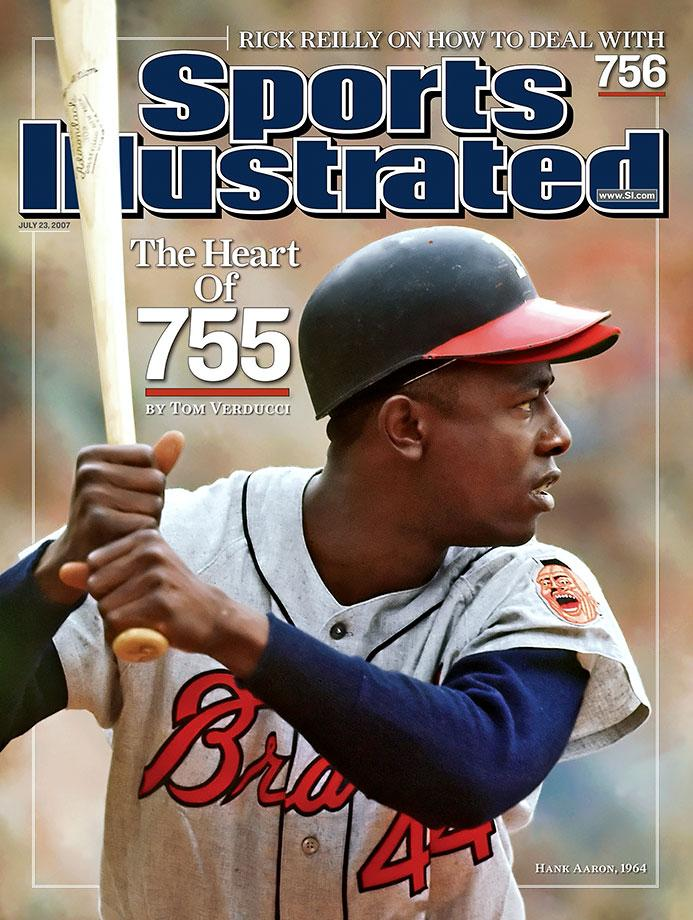 RICK REILLY ON HOW TO DEAL WITH
756
Sports
Illustrated
www.SI.com
JULY 23, 2007
Adirondack
The Heart
Of
755
BY TOM VERDUCCI
Bra
44
HANK AARON, 1964